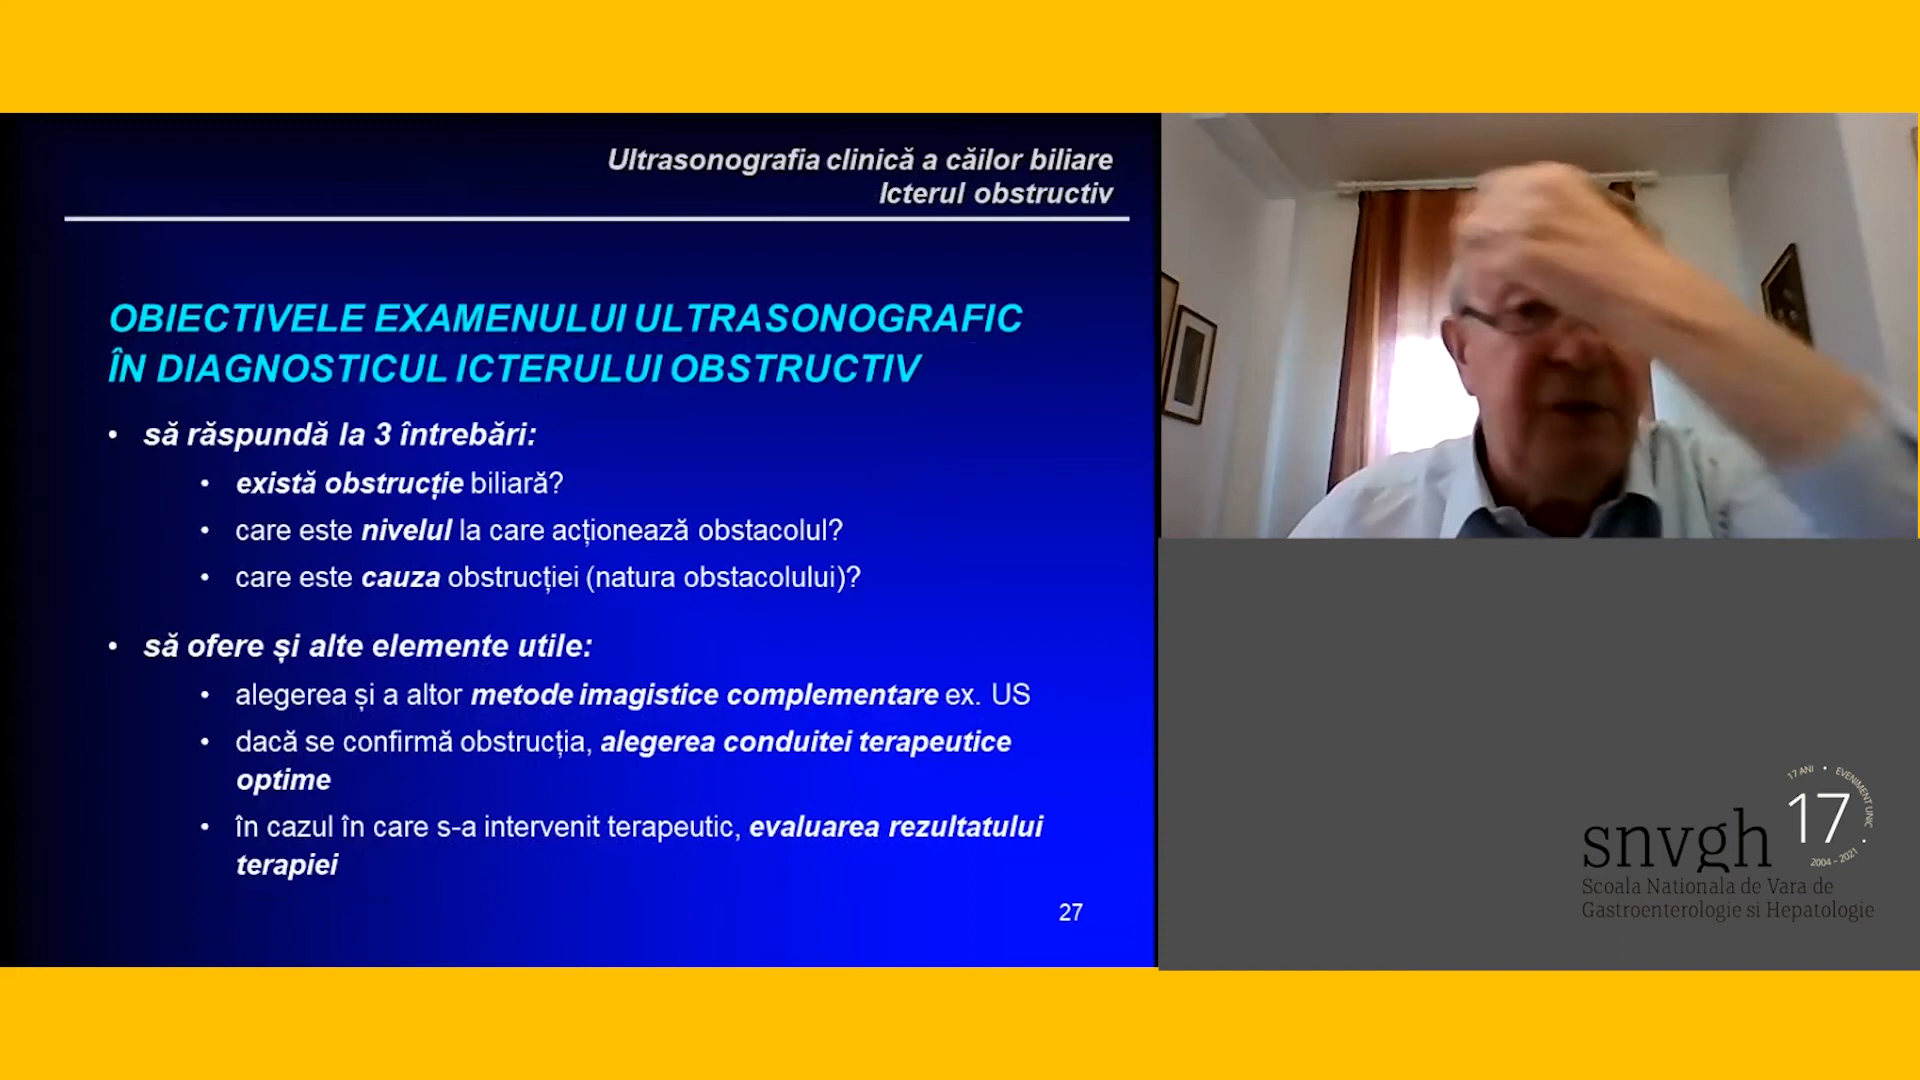 Ultrasonografia clinică a căilor biliare
Icterul obstructiv
OBIECTIVELE EXAMENULUI ULTRASONOGRAFIC
ÎN DIAGNOSTICUL ICTERULUI OBSTRUCTIV
• să răspundă la 3 întrebări:
• există obstrucție biliară?
• care este nivelul la care acționează obstacolul?
• care este cauza obstrucției (natura obstacolului)?
• să ofere și alte elemente utile:
• alegerea și a altor metode imagistice complementare ex. US
• dacă se confirmă obstrucția, alegerea conduitei terapeutice
optime
• în cazul în care s-a intervenit terapeutic, evaluarea rezultatului
terapiei
27
17 ANI • EVENIMENT UNIC •
17
2004 - 2021
snvgh
Scoala Nationala de Vara de
Gastroenterologie si Hepatologie